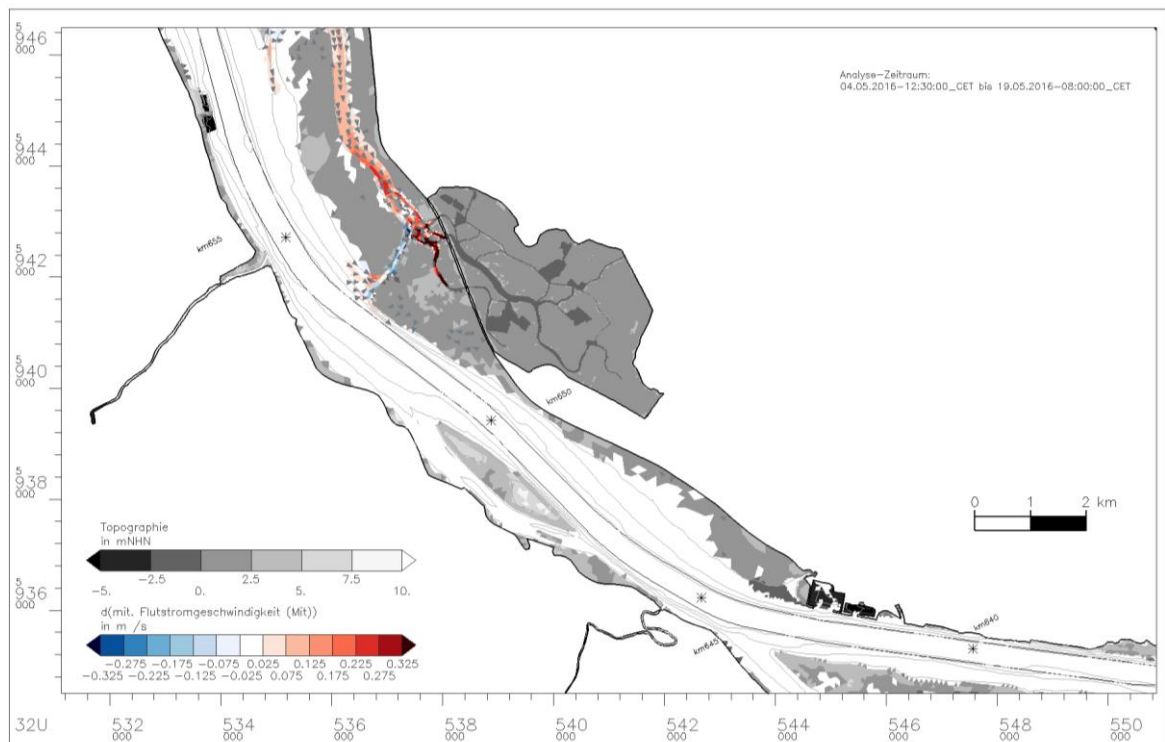 5
946
000
Analyse-Zeitraum:
04.05.2016-12:30:00_CET bis 19.05.2016-08:00:00_CET
5
944
000
km655
5
942
000
5
940
000
km650
5
938
000
0 1 2 km
Topographie
in mNHN
-5. -2.5 0. 2.5 5. 7.5 10.
5
936
000
d(mit. Flutstromgeschwindigkeit (Mit))
in m /s
km640
km645
-0.275 -0.175 -0.075 0.025 0.125 0.225 0.325
-0.325 -0.225 -0.125 -0.025 0.075 0.175 0.275
32U 532 534 536 538 540 542 544 546 548 550
000 000 000 000 000 000 000 000 000 000